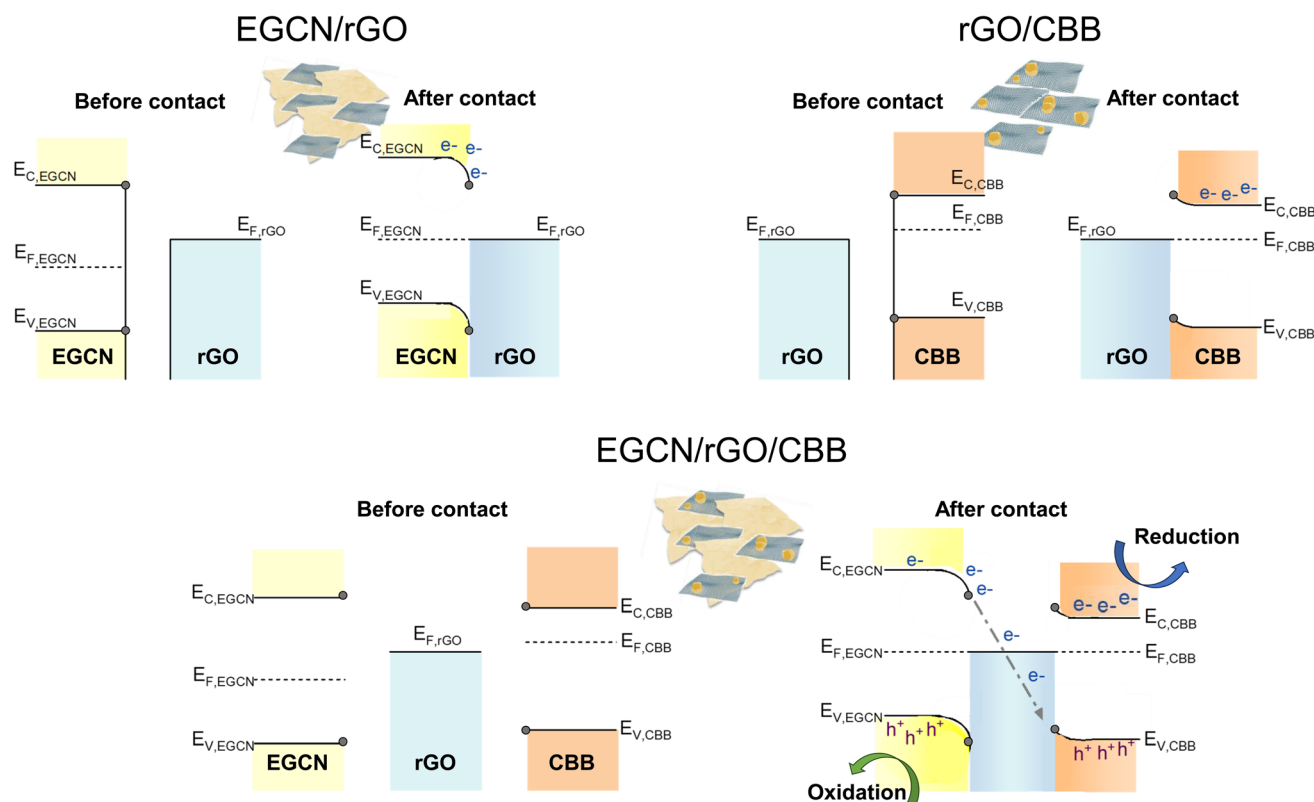 EGCN/rGO
Before contact
After contact
E_C,EGCN
E_F,EGCN
E_V,EGCN
EGCN
E_F,rGO
rGO
E_C,EGCN
e- e-
e-
E_F,EGCN
E_F,rGO
E_V,EGCN
EGCN
rGO
rGO/CBB
Before contact
After contact
E_F,rGO
rGO
E_C,CBB
E_F,CBB
E_V,CBB
CBB
e- e- e-
E_C,CBB
E_F,rGO
E_F,CBB
E_V,CBB
rGO
CBB
EGCN/rGO/CBB
Before contact
After contact
E_C,EGCN
E_F,EGCN
E_V,EGCN
EGCN
E_F,rGO
rGO
E_C,CBB
E_F,CBB
E_V,CBB
CBB
Reduction
E_C,EGCN
e- e-
e-
e- e- e-
E_C,CBB
e-
E_F,EGCN
E_F,CBB
e-
E_V,EGCN
h+ h+ h+
h+ h+ h+
E_V,CBB
Oxidation